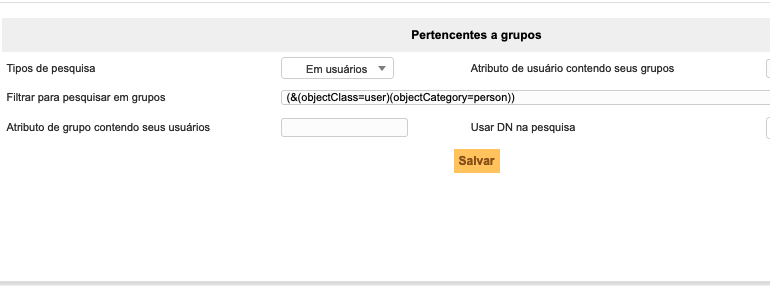 Pertencentes a grupos
Tipos de pesquisa Em usuários Atributo de usuário contendo seus grupos
Filtrar para pesquisar em grupos (&(objectClass=user)(objectCategory=person))
Atributo de grupo contendo seus usuários Usar DN na pesquisa
Salvar